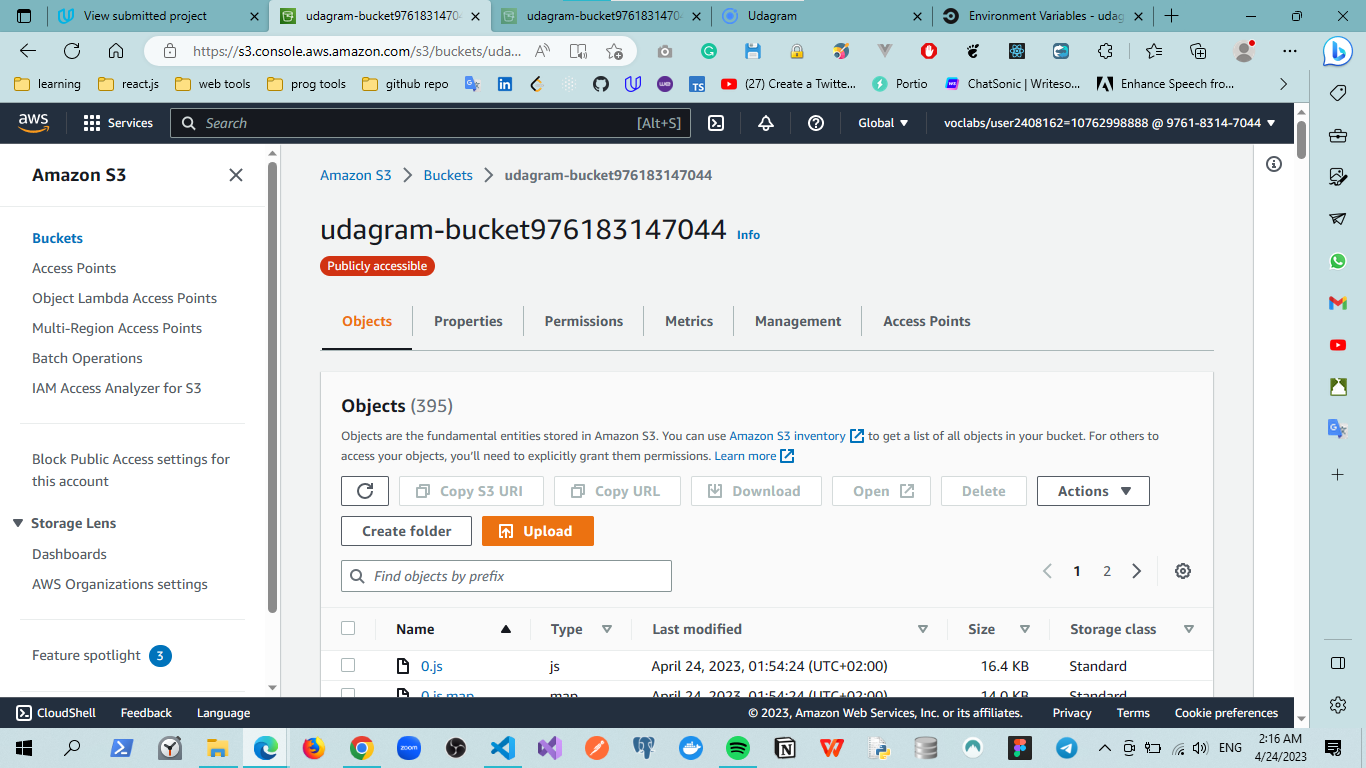 View submitted project
udagram-bucket9761831470
udagram-bucket9761831470
Udagram
Environment Variables - udag
https://s3.console.aws.amazon.com/s3/buckets/uda...
learning
react.js
web tools
prog tools
github repo
(27) Create a Twitte...
Portio
ChatSonic | Writeso...
Enhance Speech fro...
aws
Services
Search
[Alt+S]
Global
voclabs/user2408162=10762998888 @ 9761-8314-7044
Amazon S3
Buckets
Access Points
Object Lambda Access Points
Multi-Region Access Points
Batch Operations
IAM Access Analyzer for S3
Block Public Access settings for
this account
Storage Lens
Dashboards
AWS Organizations settings
Feature spotlight 3
Amazon S3 > Buckets > udagram-bucket976183147044
udagram-bucket976183147044 Info
Publicly accessible
Objects
Properties
Permissions
Metrics
Management
Access Points
Objects (395)
Objects are the fundamental entities stored in Amazon S3. You can use Amazon S3 inventory to get a list of all objects in your bucket. For others to
access your objects, you'll need to explicitly grant them permissions. Learn more
Copy S3 URI
Copy URL
Download
Open
Delete
Actions
Create folder
Upload
Find objects by prefix
1 2
Name Type Last modified Size Storage class
0.js js April 24, 2023, 01:54:24 (UTC+02:00) 16.4 KB Standard
0.js.map map April 24, 2023, 01:54:24 (UTC+02:00) 14.0 KB Standard
CloudShell
Feedback
Language
© 2023, Amazon Web Services, Inc. or its affiliates.
Privacy
Terms
Cookie preferences
ENG
2:16 AM
4/24/2023